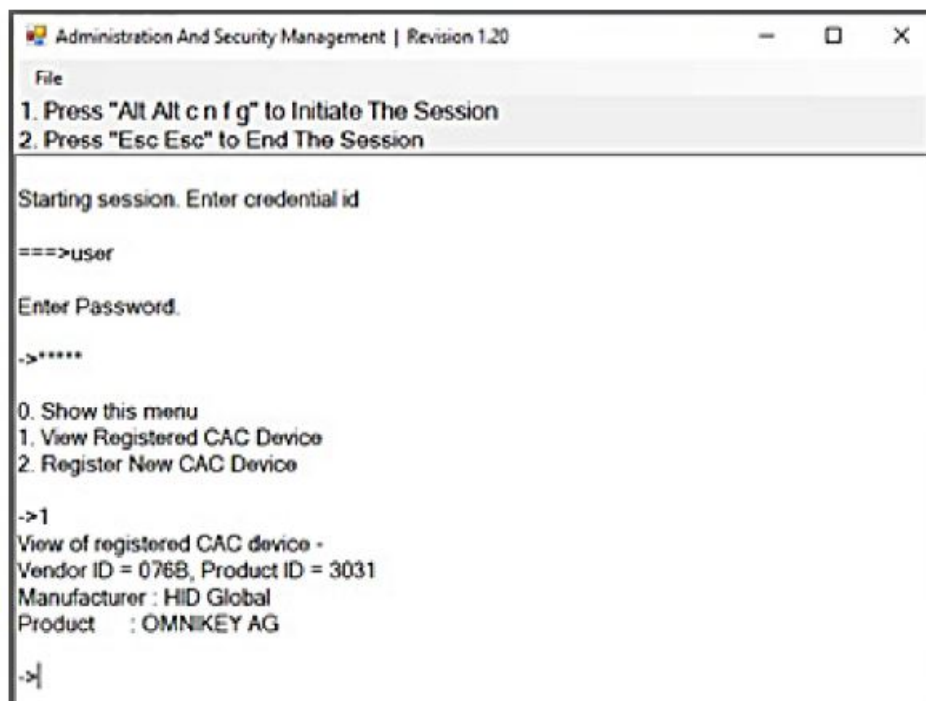 Administration And Security Management | Revision 1.20
File
1. Press "Alt Alt c n f g" to Initiate The Session
2. Press "Esc Esc" to End The Session
Starting session. Enter credential id
===>user
Enter Password.
->*****
0. Show this menu
1. View Registered CAC Device
2. Register New CAC Device
->1
View of registered CAC device -
Vendor ID = 076B, Product ID = 3031
Manufacturer : HID Global
Product : OMNIKEY AG
->